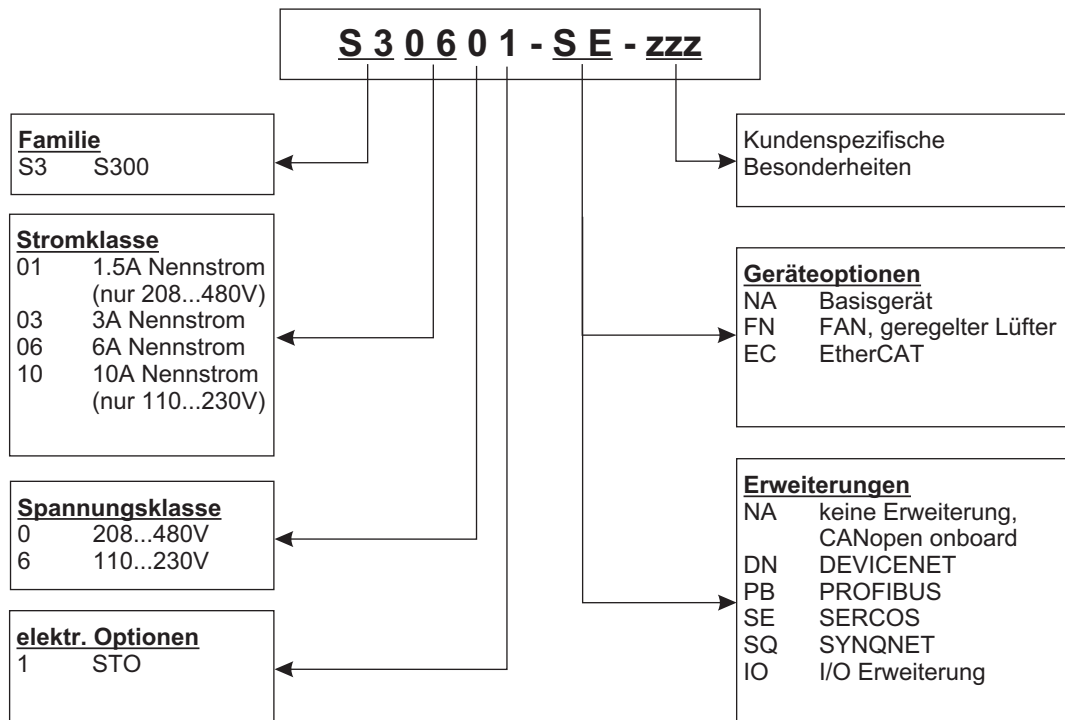 S 3 0 6 0 1 - S E - zzz
Familie
S3 S300
Stromklasse
01 1.5A Nennstrom
(nur 208...480V)
03 3A Nennstrom
06 6A Nennstrom
10 10A Nennstrom
(nur 110...230V)
Spannungsklasse
0 208...480V
6 110...230V
elektr. Optionen
1 STO
Kundenspezifische
Besonderheiten
Geräteoptionen
NA Basisgerät
FN FAN, geregelter Lüfter
EC EtherCAT
Erweiterungen
NA keine Erweiterung,
CANopen onboard
DN DEVICENET
PB PROFIBUS
SE SERCOS
SQ SYNQNET
IO I/O Erweiterung